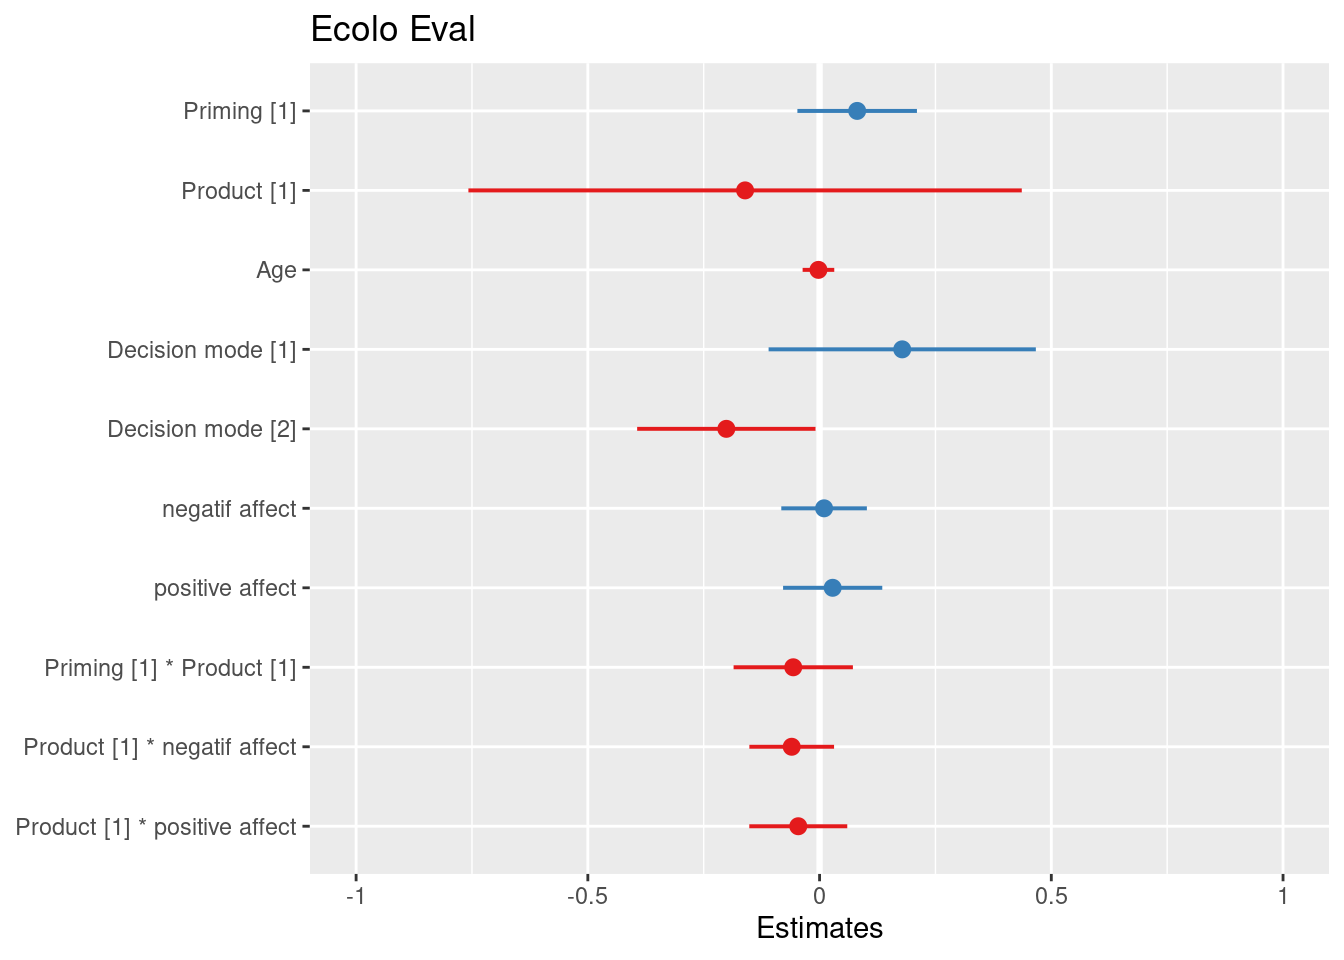 Ecolo Eval
Priming [1]
Product [1]
Age
Decision mode [1]
Decision mode [2]
negatif affect
positive affect
Priming [1] * Product [1]
Product [1] * negatif affect
Product [1] * positive affect
-1 -0.5 0 0.5 1
Estimates